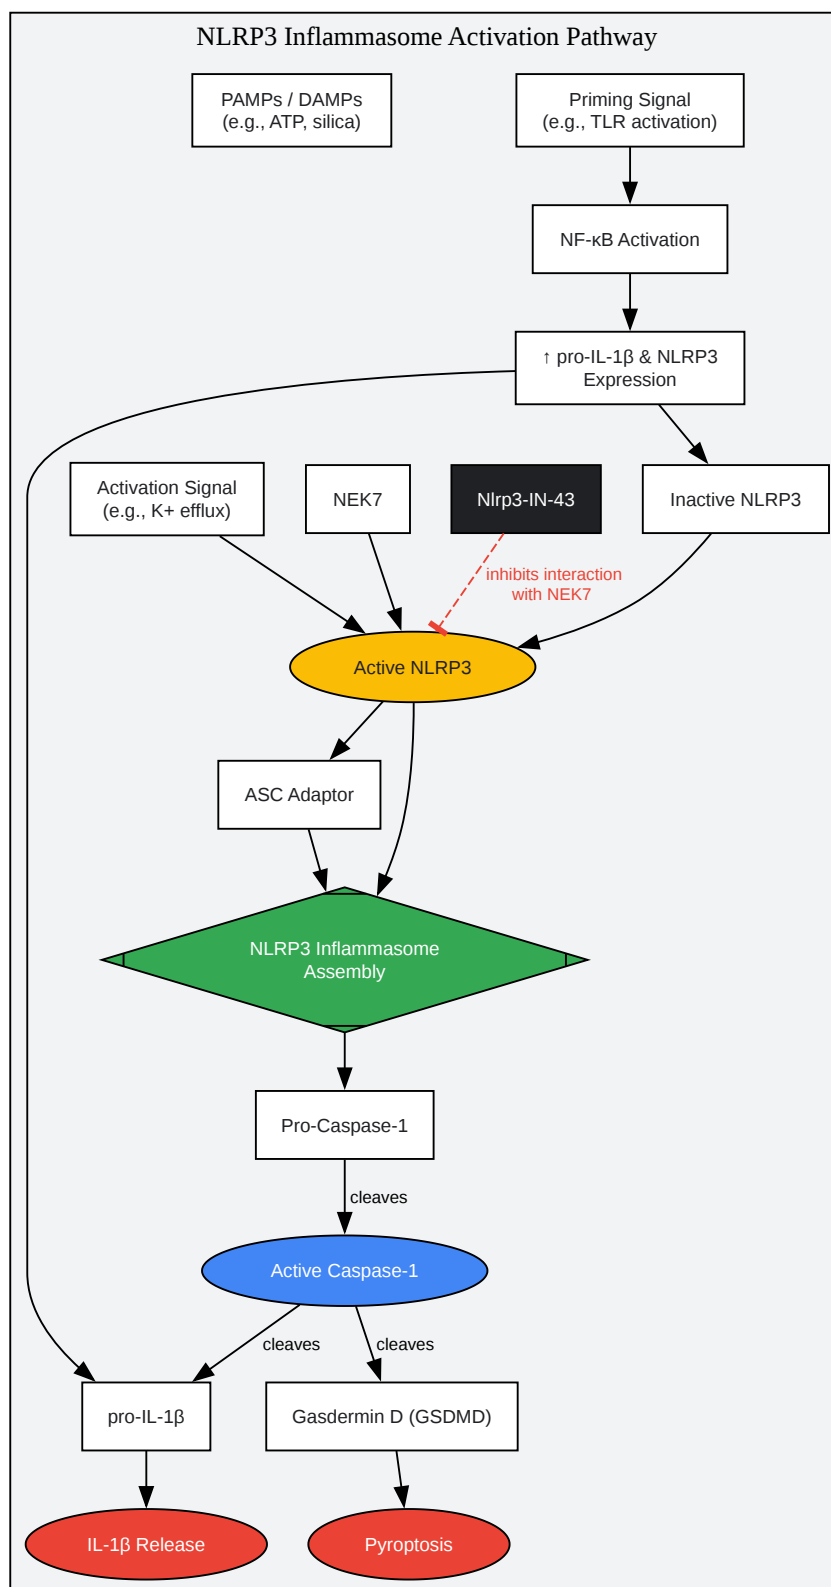 NLRP3 Inflammasome Activation Pathway
PAMPs / DAMPs
(e.g., ATP, silica)
Priming Signal
(e.g., TLR activation)
NF-κB Activation
↑ pro-IL-1β & NLRP3
Expression
Activation Signal
(e.g., K+ efflux)
NEK7
Nlrp3-IN-43
Inactive NLRP3
inhibits interaction
with NEK7
Active NLRP3
ASC Adaptor
NLRP3 Inflammasome
Assembly
Pro-Caspase-1
cleaves
Active Caspase-1
cleaves
cleaves
pro-IL-1β
Gasdermin D (GSDMD)
IL-1β Release
Pyroptosis